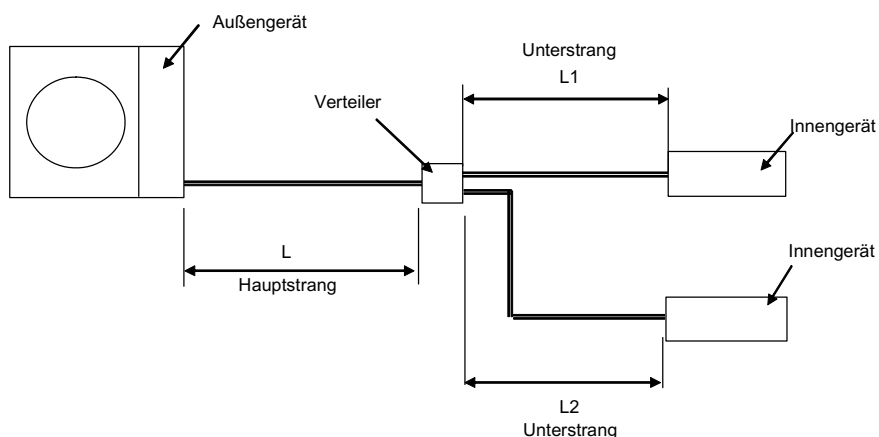 Außengerät
Unterstrang
L1
Verteiler
Innengerät
L
Hauptstrang
Innengerät
L2
Unterstrang